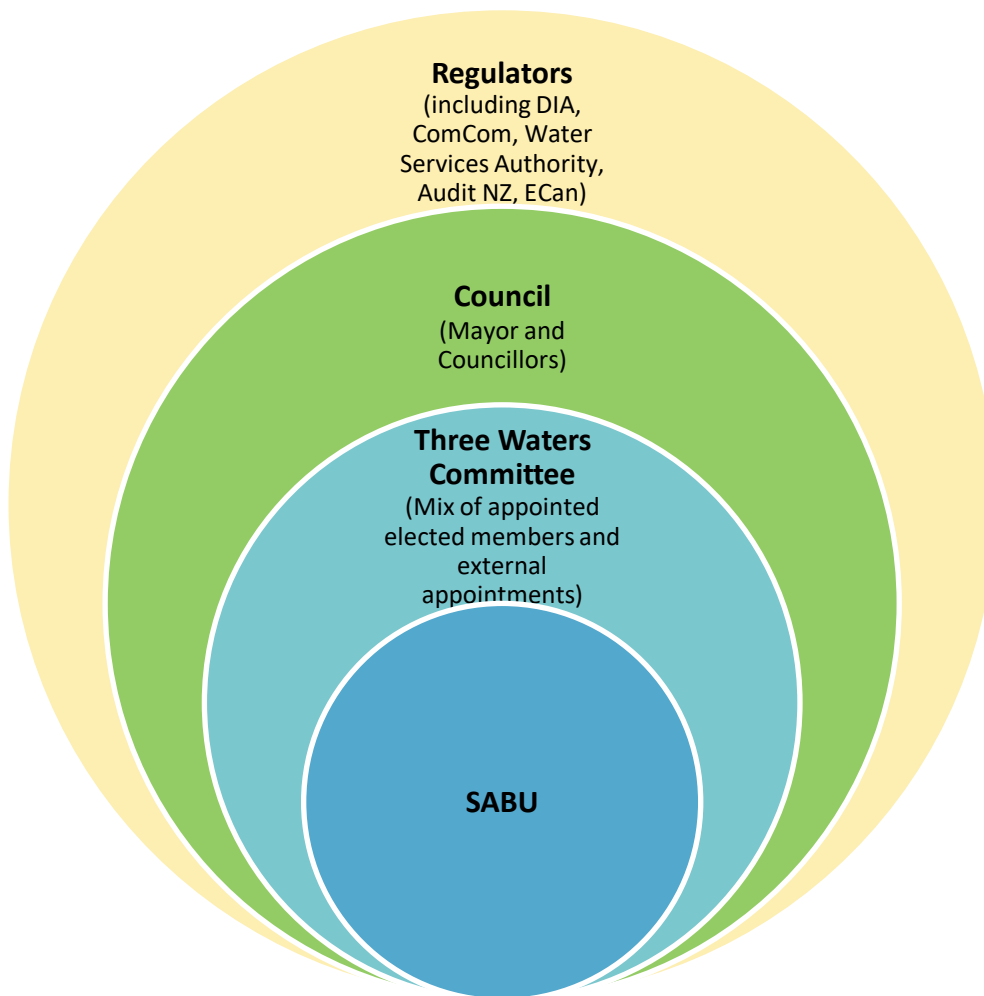 Regulators
(including DIA,
ComCom, Water
Services Authority,
Audit NZ, ECan)
Council
(Mayor and
Councillors)
Three Waters
Committee
(Mix of appointed
elected members and
external
appointments)
SABU